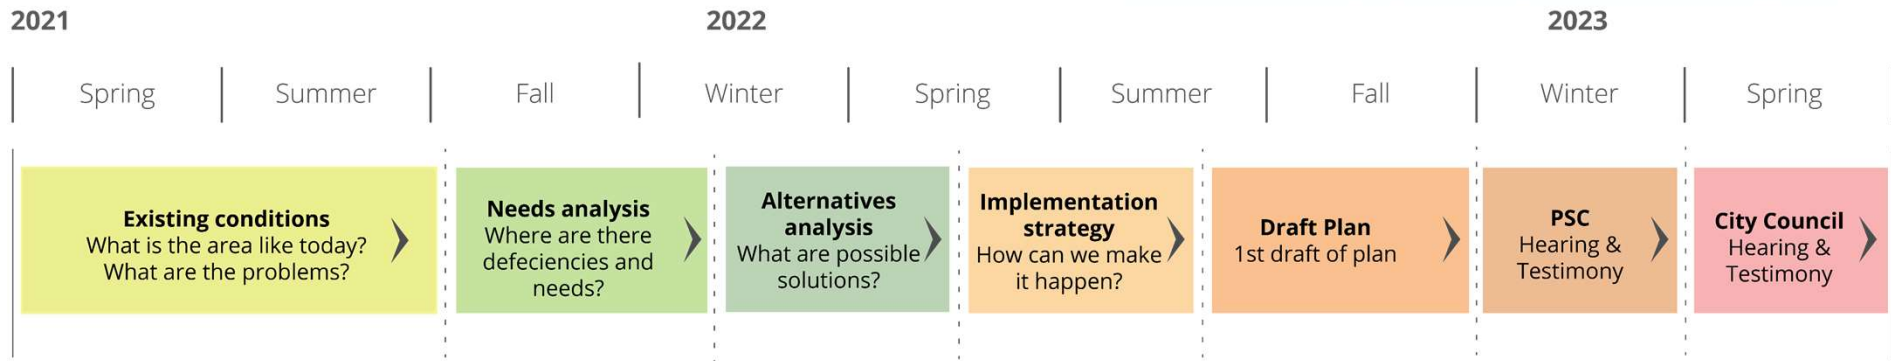 2021
2022
2023
Spring
Summer
Fall
Winter
Spring
Summer
Fall
Winter
Spring
Existing conditions
What is the area like today?
What are the problems?
Needs analysis
Where are there
defeciencies and
needs?
Alternatives
analysis
What are possible
solutions?
Implementation
strategy
How can we make
it happen?
Draft Plan
1st draft of plan
PSC
Hearing &
Testimony
City Council
Hearing &
Testimony